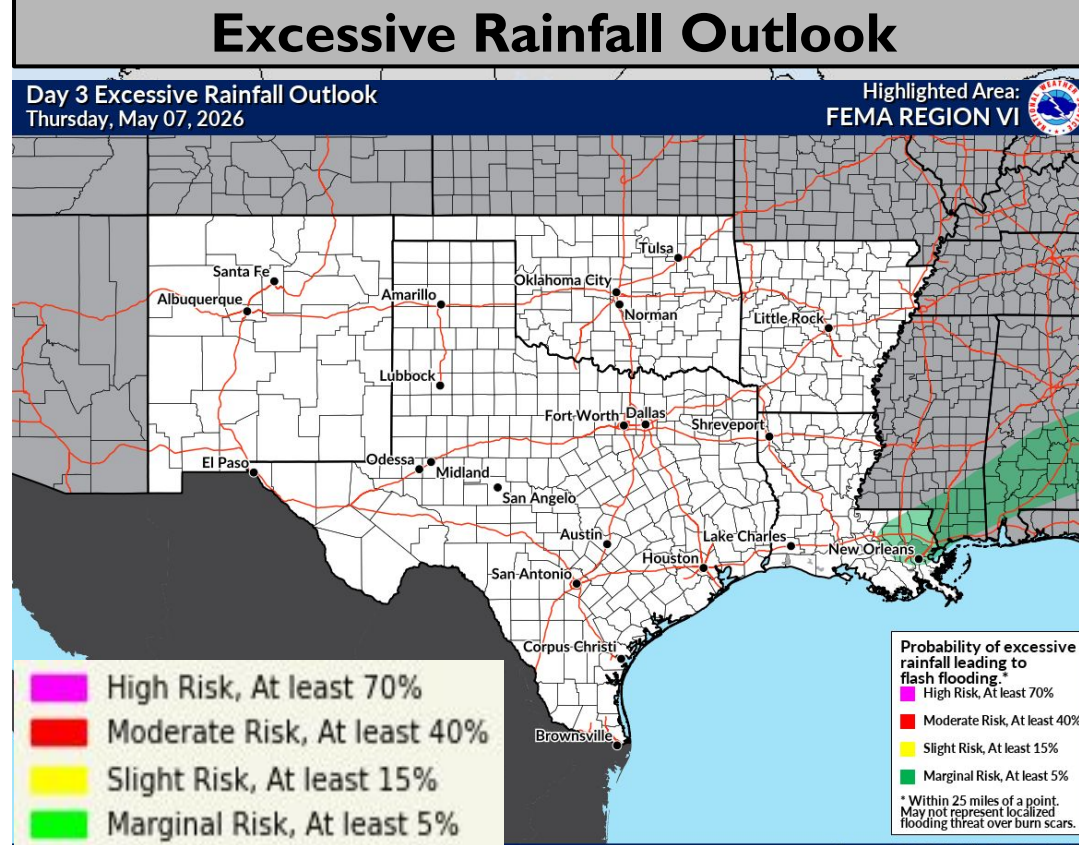 Excessive Rainfall Outlook
Day 3 Excessive Rainfall Outlook
Thursday, May 07, 2026
Highlighted Area:
FEMA REGION VI
Tulsa
Santa Fe
Oklahoma City
Albuquerque
Amarillo
Norman
Little Rock
Lubbock
Fort Worth
Dallas
Shreveport
El Paso
Odessa
Midland
San Angelo
Austin
Lake Charles
New Orleans
Houston
San Antonio
Corpus Christi
Brownsville
High Risk, At least 70%
Moderate Risk, At least 40%
Slight Risk, At least 15%
Marginal Risk, At least 5%
Probability of excessive
rainfall leading to
flash flooding.*
High Risk, At least 70%
Moderate Risk, At least 40%
Slight Risk, At least 15%
Marginal Risk, At least 5%
* Within 25 miles of a point.
May not represent localized
flooding threat over burn scars.